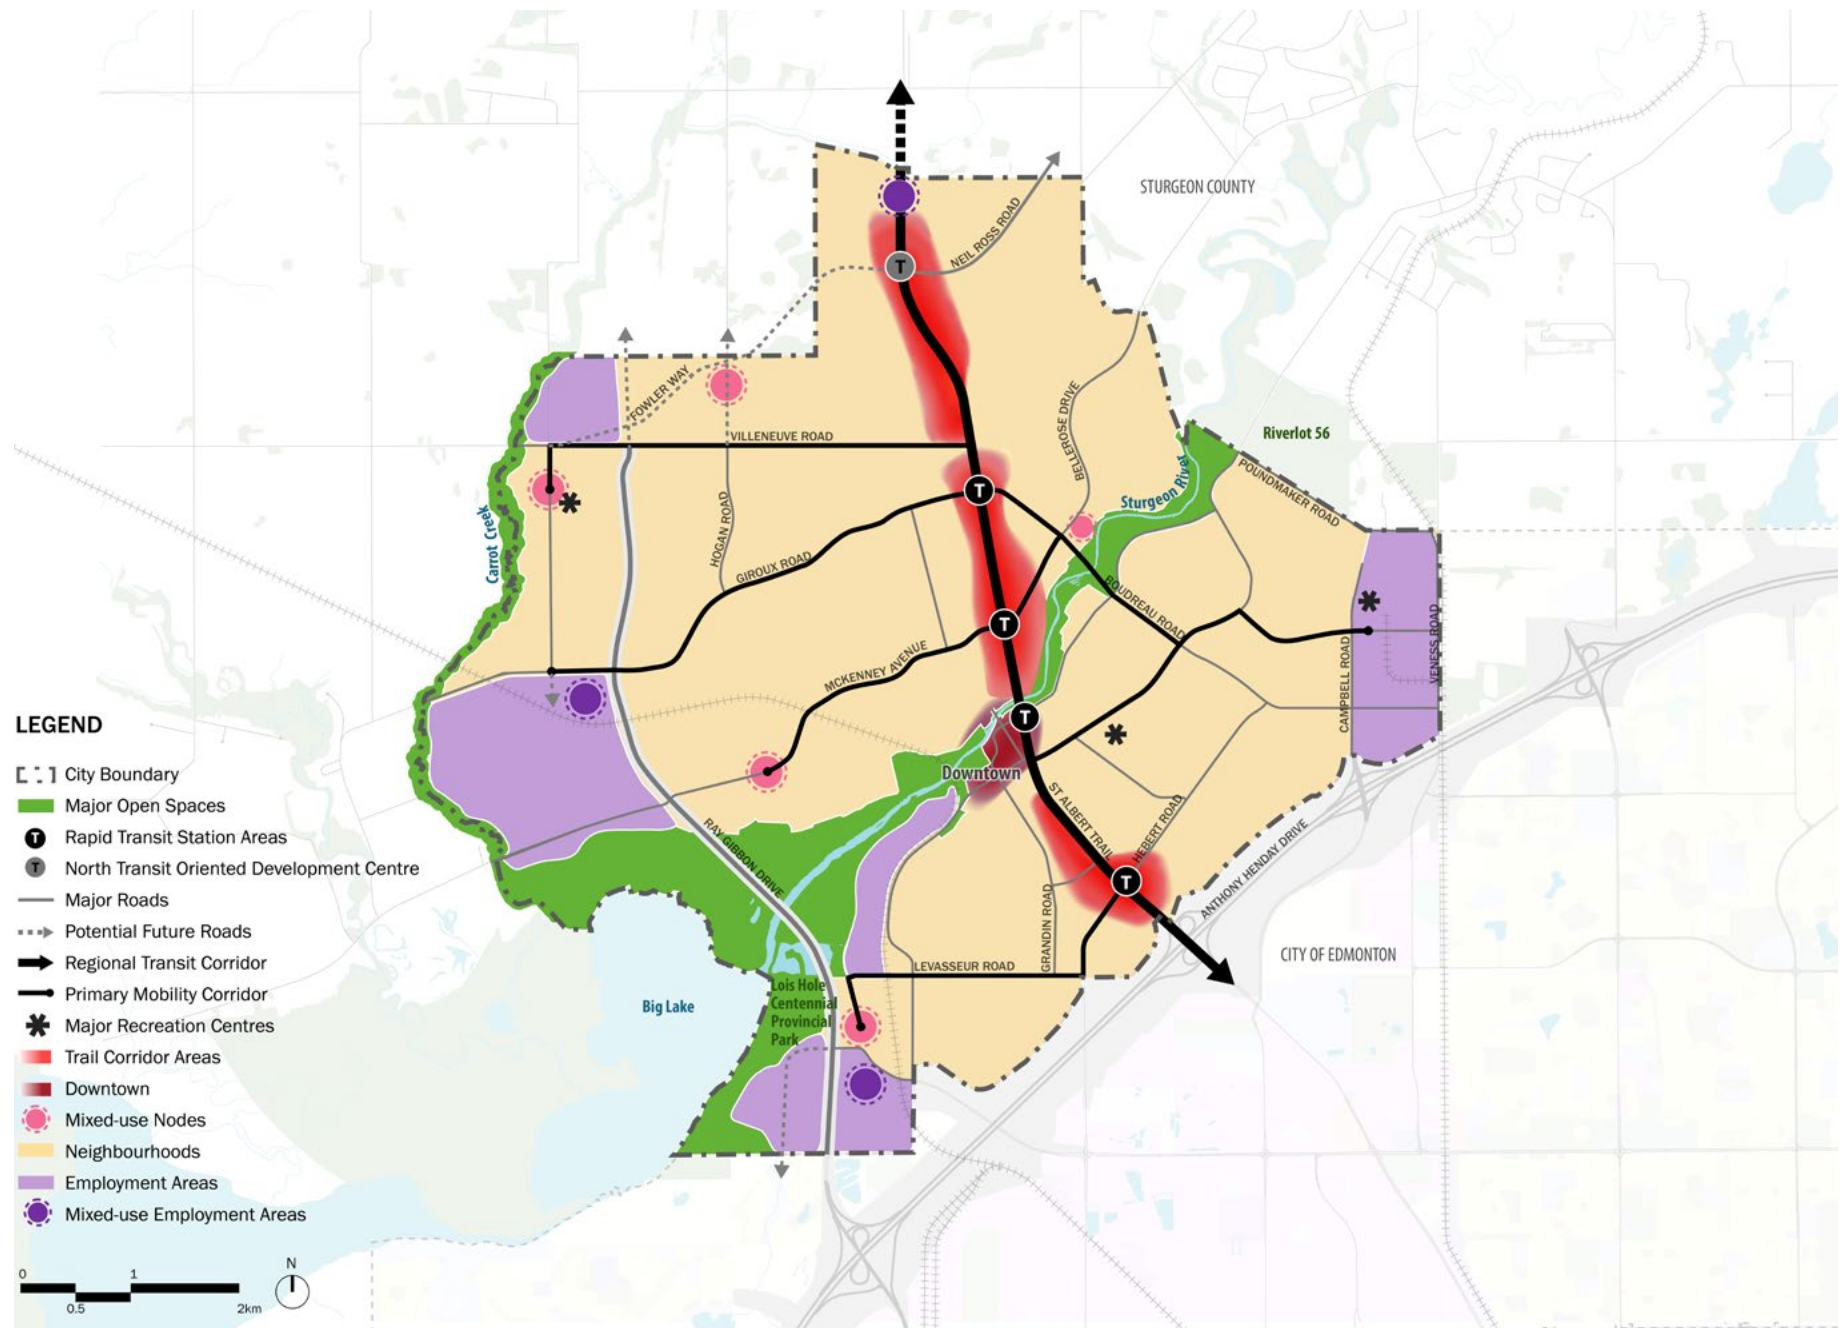 STURGEON COUNTY
NEIL ROSS ROAD
T
FOWLER WAY
BELLEROSE DRIVE
VILLENEUVE ROAD
Riverlot 56
POUNDMAKER ROAD
Sturgeon River
T
Carrot Creek
HOGAN ROAD
GIROUX ROAD
BOUDREAU ROAD
T
MCKENNEY AVENUE
CAMPBELL ROAD
VENESS ROAD
T
Downtown
ST ALBERT TRAIL
HEBERT ROAD
RAY GIBBON DRIVE
ANTHONY HENDAY DRIVE
T
GRANDIN ROAD
CITY OF EDMONTON
LEVASSEUR ROAD
Big Lake
Lois Hole
Centennial
Provincial
Park
LEGEND
City Boundary
Major Open Spaces
T Rapid Transit Station Areas
T North Transit Oriented Development Centre
Major Roads
Potential Future Roads
Regional Transit Corridor
Primary Mobility Corridor
Major Recreation Centres
Trail Corridor Areas
Downtown
Mixed-use Nodes
Neighbourhoods
Employment Areas
Mixed-use Employment Areas
N
0 1
0.5 2km